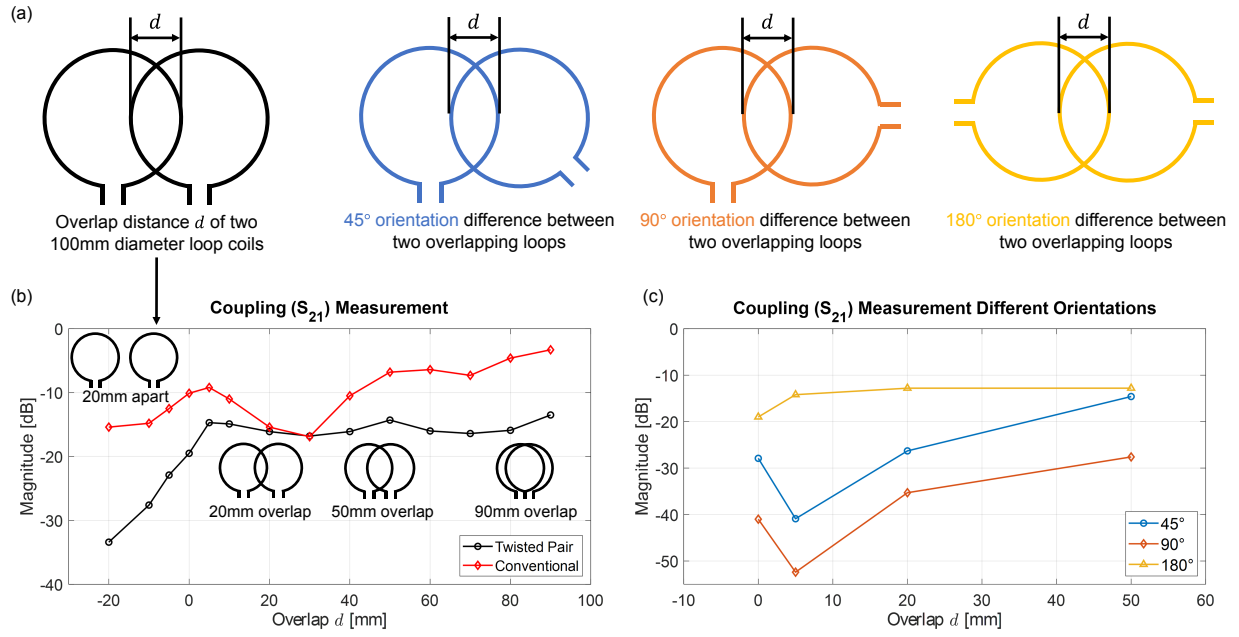 (a)
d
d
d
d
Overlap distance d of two
100mm diameter loop coils
45° orientation difference between
two overlapping loops
90° orientation difference between
two overlapping loops
180° orientation difference between
two overlapping loops
(b)
Coupling (S21) Measurement
0
-10
-20
-30
-40
Magnitude [dB]
20mm apart
20mm overlap
50mm overlap
90mm overlap
Twisted Pair
Conventional
-20
0
20
40
60
80
100
Overlap d [mm]
(c)
Coupling (S21) Measurement Different Orientations
0
-10
-20
-30
-40
-50
Magnitude [dB]
45°
90°
180°
-10
0
10
20
30
40
50
60
Overlap d [mm]